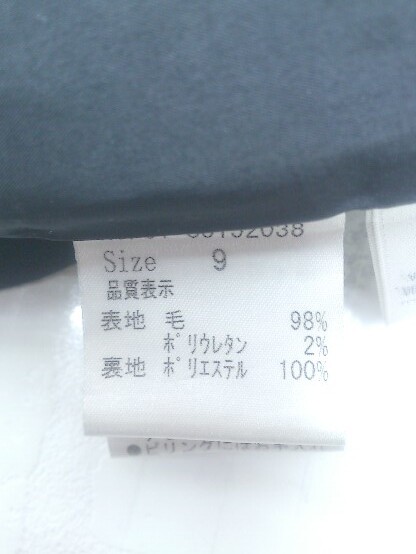 Size 9
品質表示
表地 毛 98%
ポリウレタン 2%
裏地 ポリエステル 100%